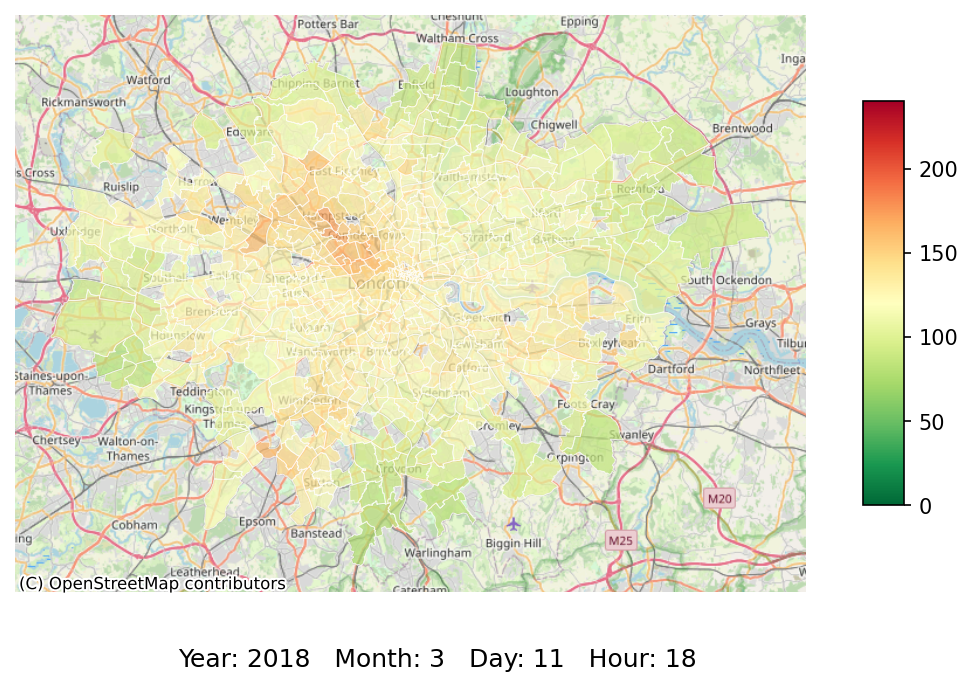 Potters Bar
Cheshunt
Epping
Waltham Cross
Watford
Chipping Barnet
Enfield
Loughton
Rickmansworth
Chigwell
Brentwood
Edgware
s Cross
Ruislip
Harrow
East Finchley
Walthamstow
Romford
Wembley
Hampstead
Camden Town
Ilford
Uxbridge
Northolt
Stratford
Barking
Southall
Ealing
Shepherd's
Bush
London
South Ockendon
Brentford
Greenwich
Erith
Grays
Hounslow
Fulham
Wandsworth
Brixton
Lewisham
Bexleyheath
Tilbur
Staines-upon-
Thames
Catford
Dartford
Northfleet
Teddington
Wimbledon
Sydenham
Kingston upon
Thames
Foots Cray
Chertsey
Walton-on-
Thames
Bromley
Swanley
Croydon
Orpington
Sutton
M20
Cobham
Epsom
Banstead
Biggin Hill
M25
Warlingham
Leatherhead
Caterham
(C) OpenStreetMap contributors
200
150
100
50
0
Year: 2018 Month: 3 Day: 11 Hour: 18